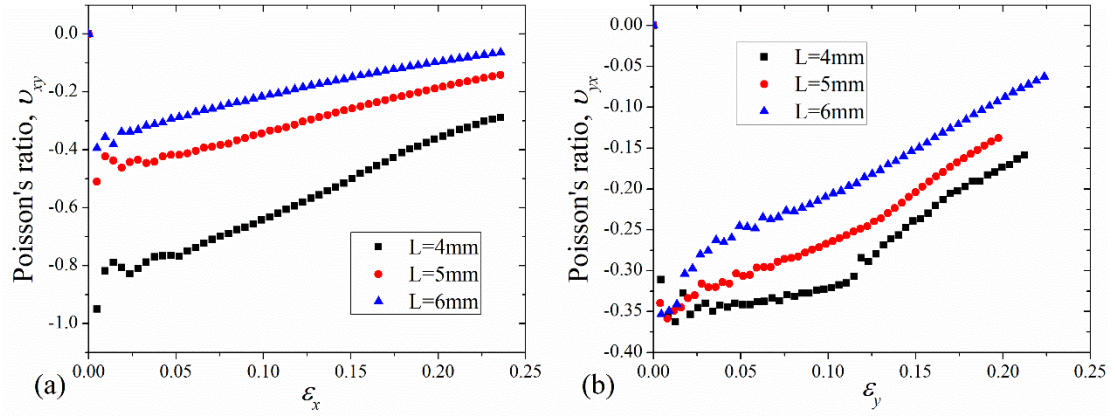 0.0
-0.2
-0.4
-0.6
-0.8
-1.0
Poisson's ratio, υxy
L=4mm
L=5mm
L=6mm
0.00 0.05 0.10 0.15 0.20 0.25
εx
(a)
0.00
-0.05
-0.10
-0.15
-0.20
-0.25
-0.30
-0.35
-0.40
Poisson's ratio, υyx
L=4mm
L=5mm
L=6mm
0.00 0.05 0.10 0.15 0.20 0.25
εy
(b)